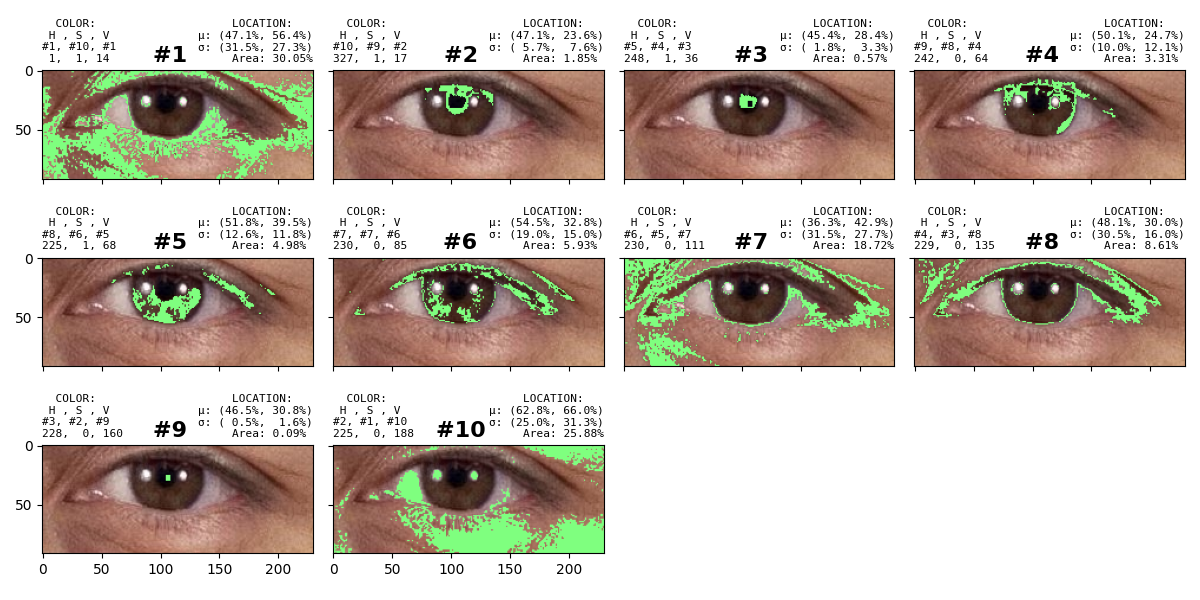 COLOR: LOCATION:
H , S , V μ: (47.1%, 56.4%)
#1, #10, #1 #1 σ: (31.5%, 27.3%)
1, 1, 14 Area: 30.05%
COLOR: LOCATION:
H , S , V μ: (47.1%, 23.6%)
#10, #9, #2 #2 σ: ( 5.7%, 7.6%)
327, 1, 17 Area: 1.85%
COLOR: LOCATION:
H , S , V μ: (45.4%, 28.4%)
#5, #4, #3 #3 σ: ( 1.8%, 3.3%)
248, 1, 36 Area: 0.57%
COLOR: LOCATION:
H , S , V μ: (50.1%, 24.7%)
#9, #8, #4 #4 σ: (10.0%, 12.1%)
242, 0, 64 Area: 3.31%
0
50
COLOR: LOCATION:
H , S , V μ: (51.8%, 39.5%)
#8, #6, #5 #5 σ: (12.6%, 11.8%)
225, 1, 68 Area: 4.98%
COLOR: LOCATION:
H , S , V μ: (54.5%, 32.8%)
#7, #7, #6 #6 σ: (19.0%, 15.0%)
230, 0, 85 Area: 5.93%
COLOR: LOCATION:
H , S , V μ: (36.3%, 42.9%)
#6, #5, #7 #7 σ: (31.5%, 27.7%)
230, 0, 111 Area: 18.72%
COLOR: LOCATION:
H , S , V μ: (48.1%, 30.0%)
#4, #3, #8 #8 σ: (30.5%, 16.0%)
229, 0, 135 Area: 8.61%
0
50
COLOR: LOCATION:
H , S , V μ: (46.5%, 30.8%)
#3, #2, #9 #9 σ: ( 0.5%, 1.6%)
228, 0, 160 Area: 0.09%
COLOR: LOCATION:
H , S , V μ: (62.8%, 66.0%)
#2, #1, #10 #10 σ: (25.0%, 31.3%)
225, 0, 188 Area: 25.88%
0
50
0 50 100 150 200
0 50 100 150 200